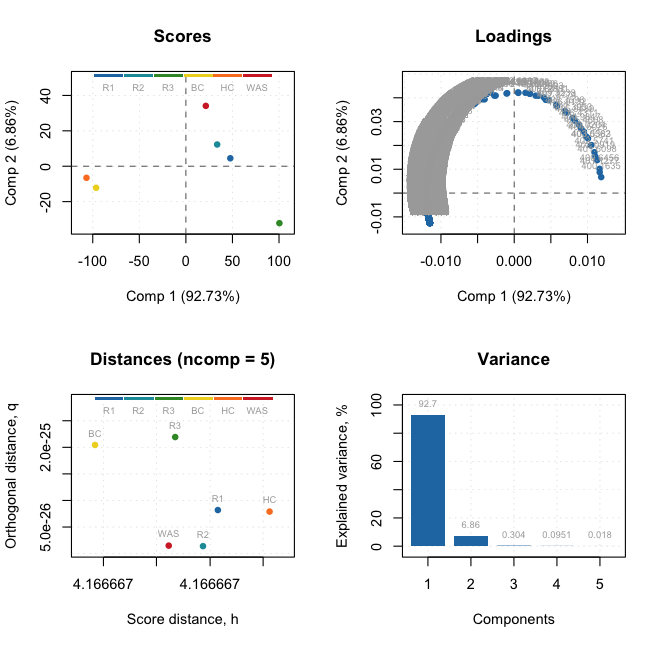 Scores
R1 R2 R3 BC HC WAS
Comp 2 (6.86%)
40
20
0
-20
-100 -50 0 50 100
Comp 1 (92.73%)
Loadings
Comp 2 (6.86%)
0.03
0.01
-0.01
-0.010 0.000 0.010
Comp 1 (92.73%)
Distances (ncomp = 5)
R1 R2 R3 BC HC WAS
Orthogonal distance, q
2.0e-25
5.0e-26
BC
R3
R1
HC
WAS
R2
4.166667 4.166667
Score distance, h
Variance
Explained variance, %
100
60
20
0
92.7
6.86
0.304
0.0951
0.018
1 2 3 4 5
Components